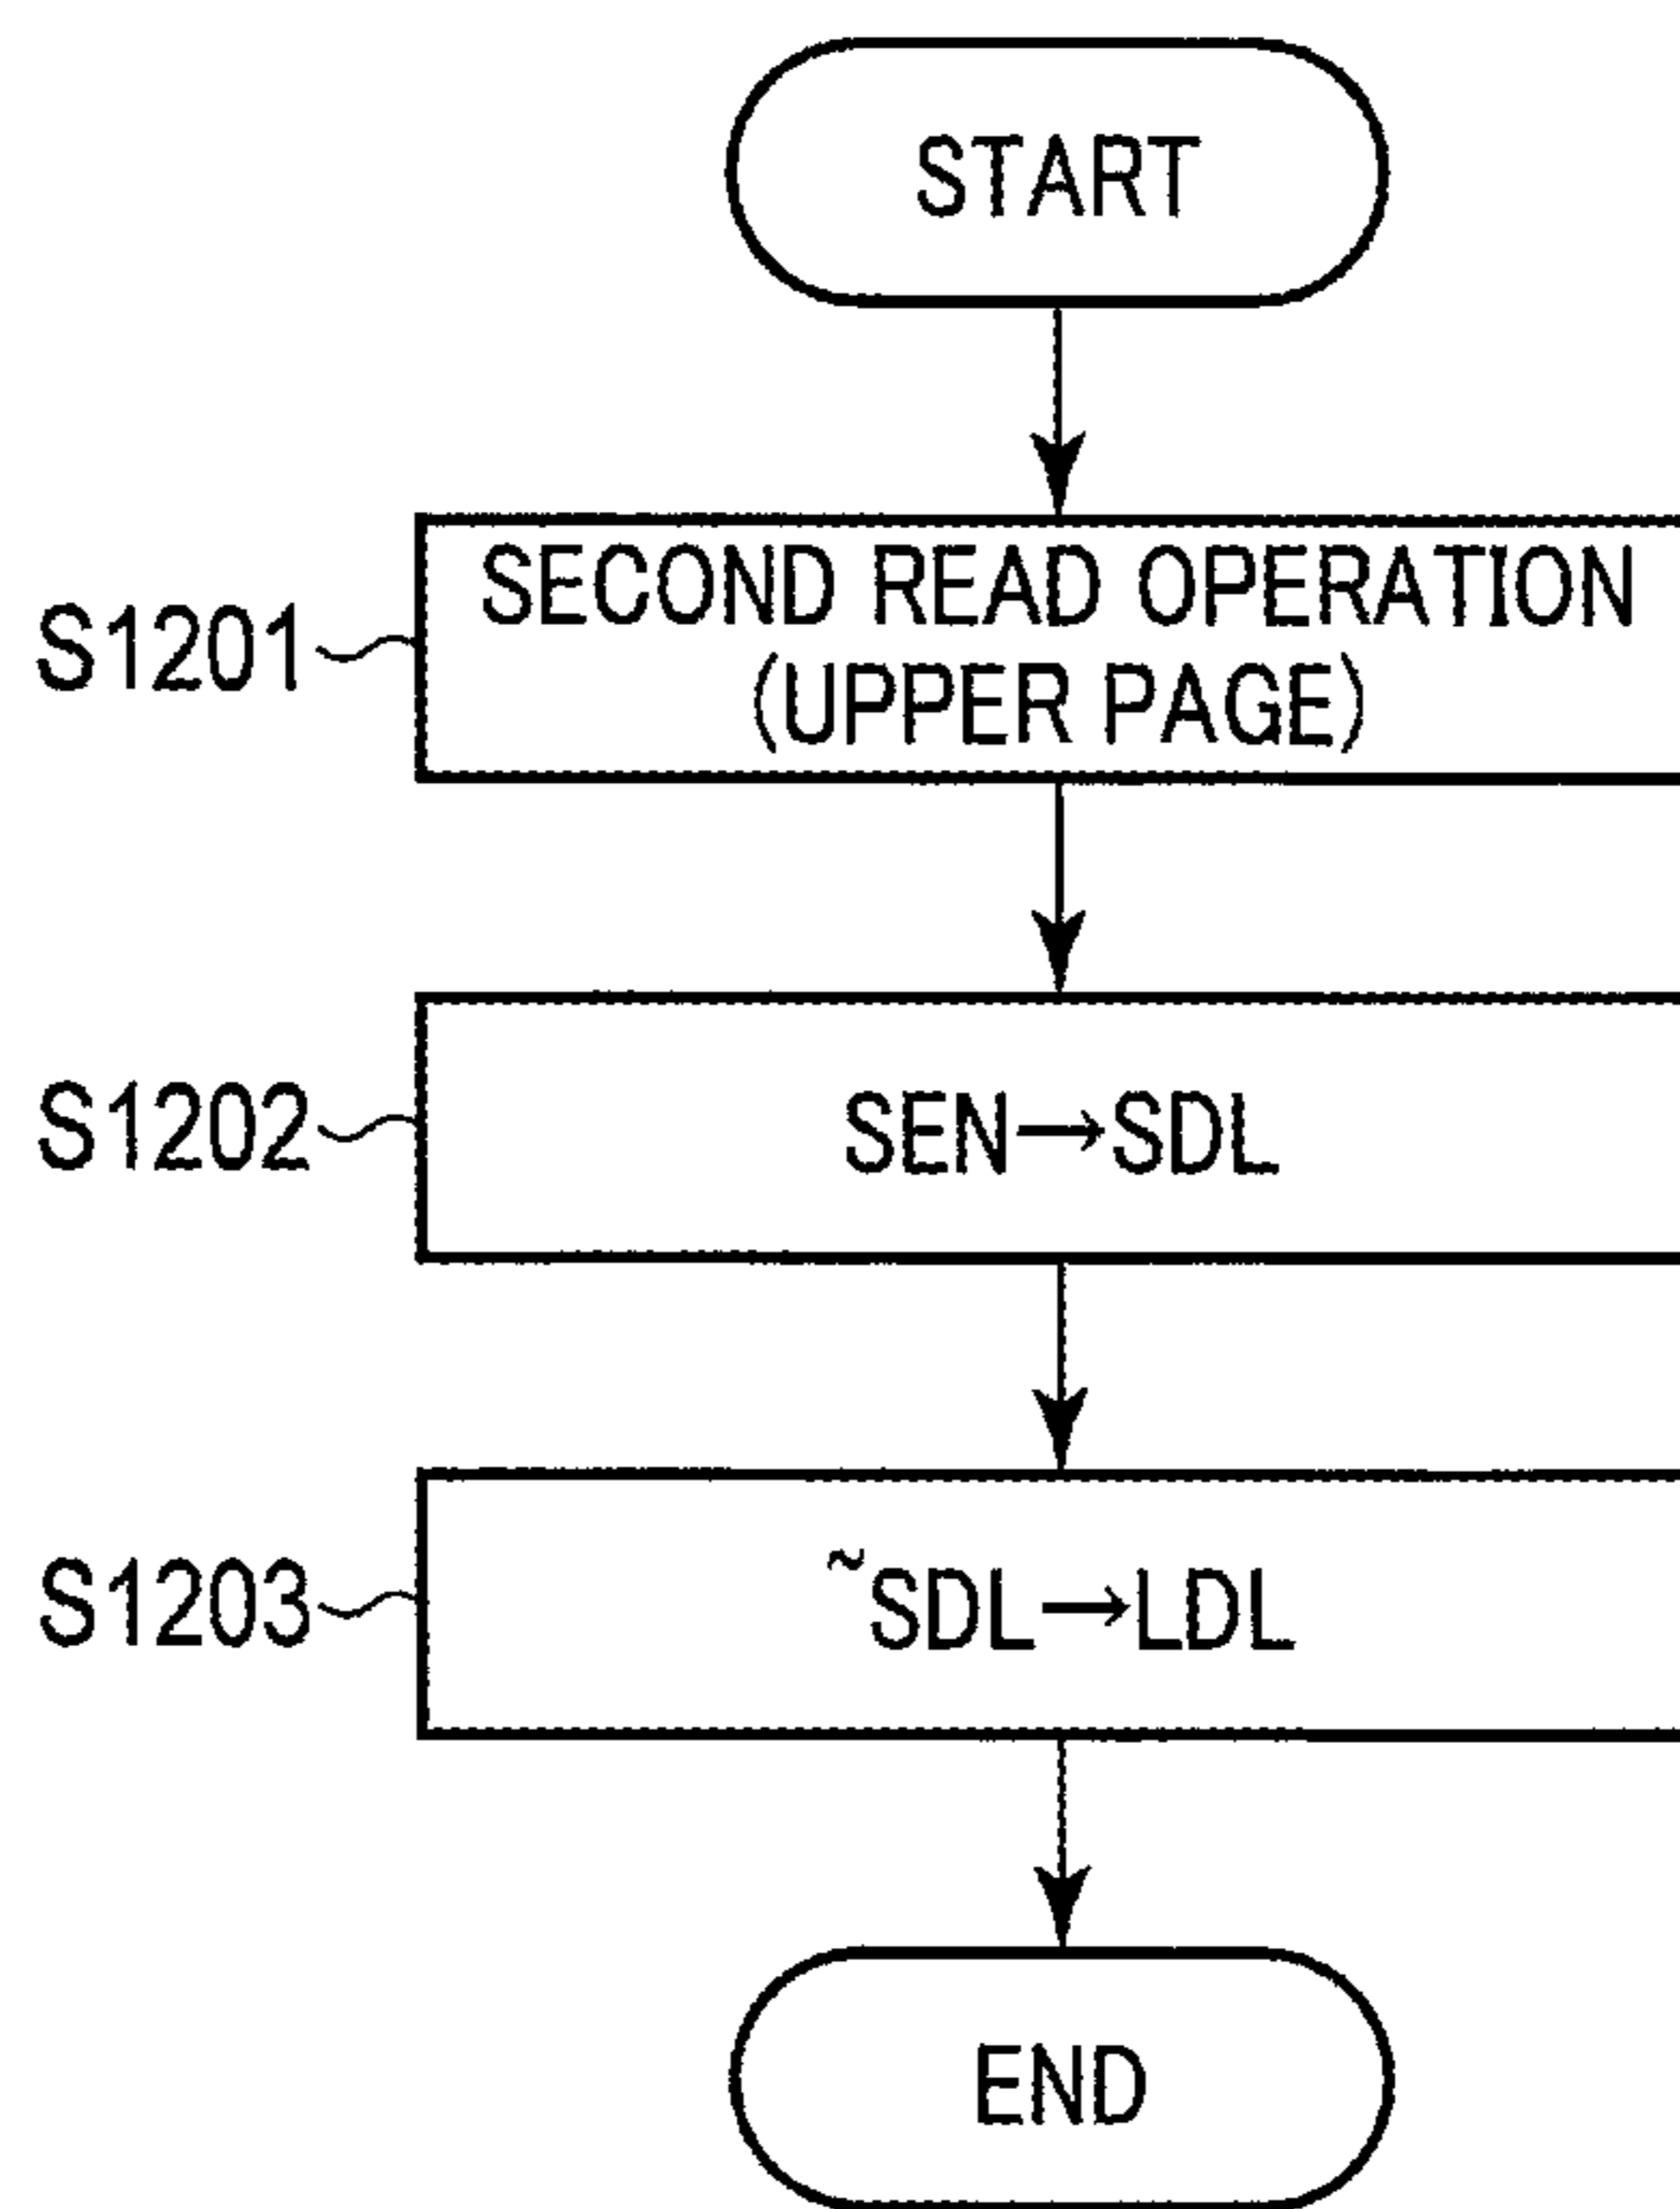 START
S1201
SECOND READ OPERATION
(UPPER PAGE)
S1202
SEN→SDL
S1203
~SDL→LDL
END